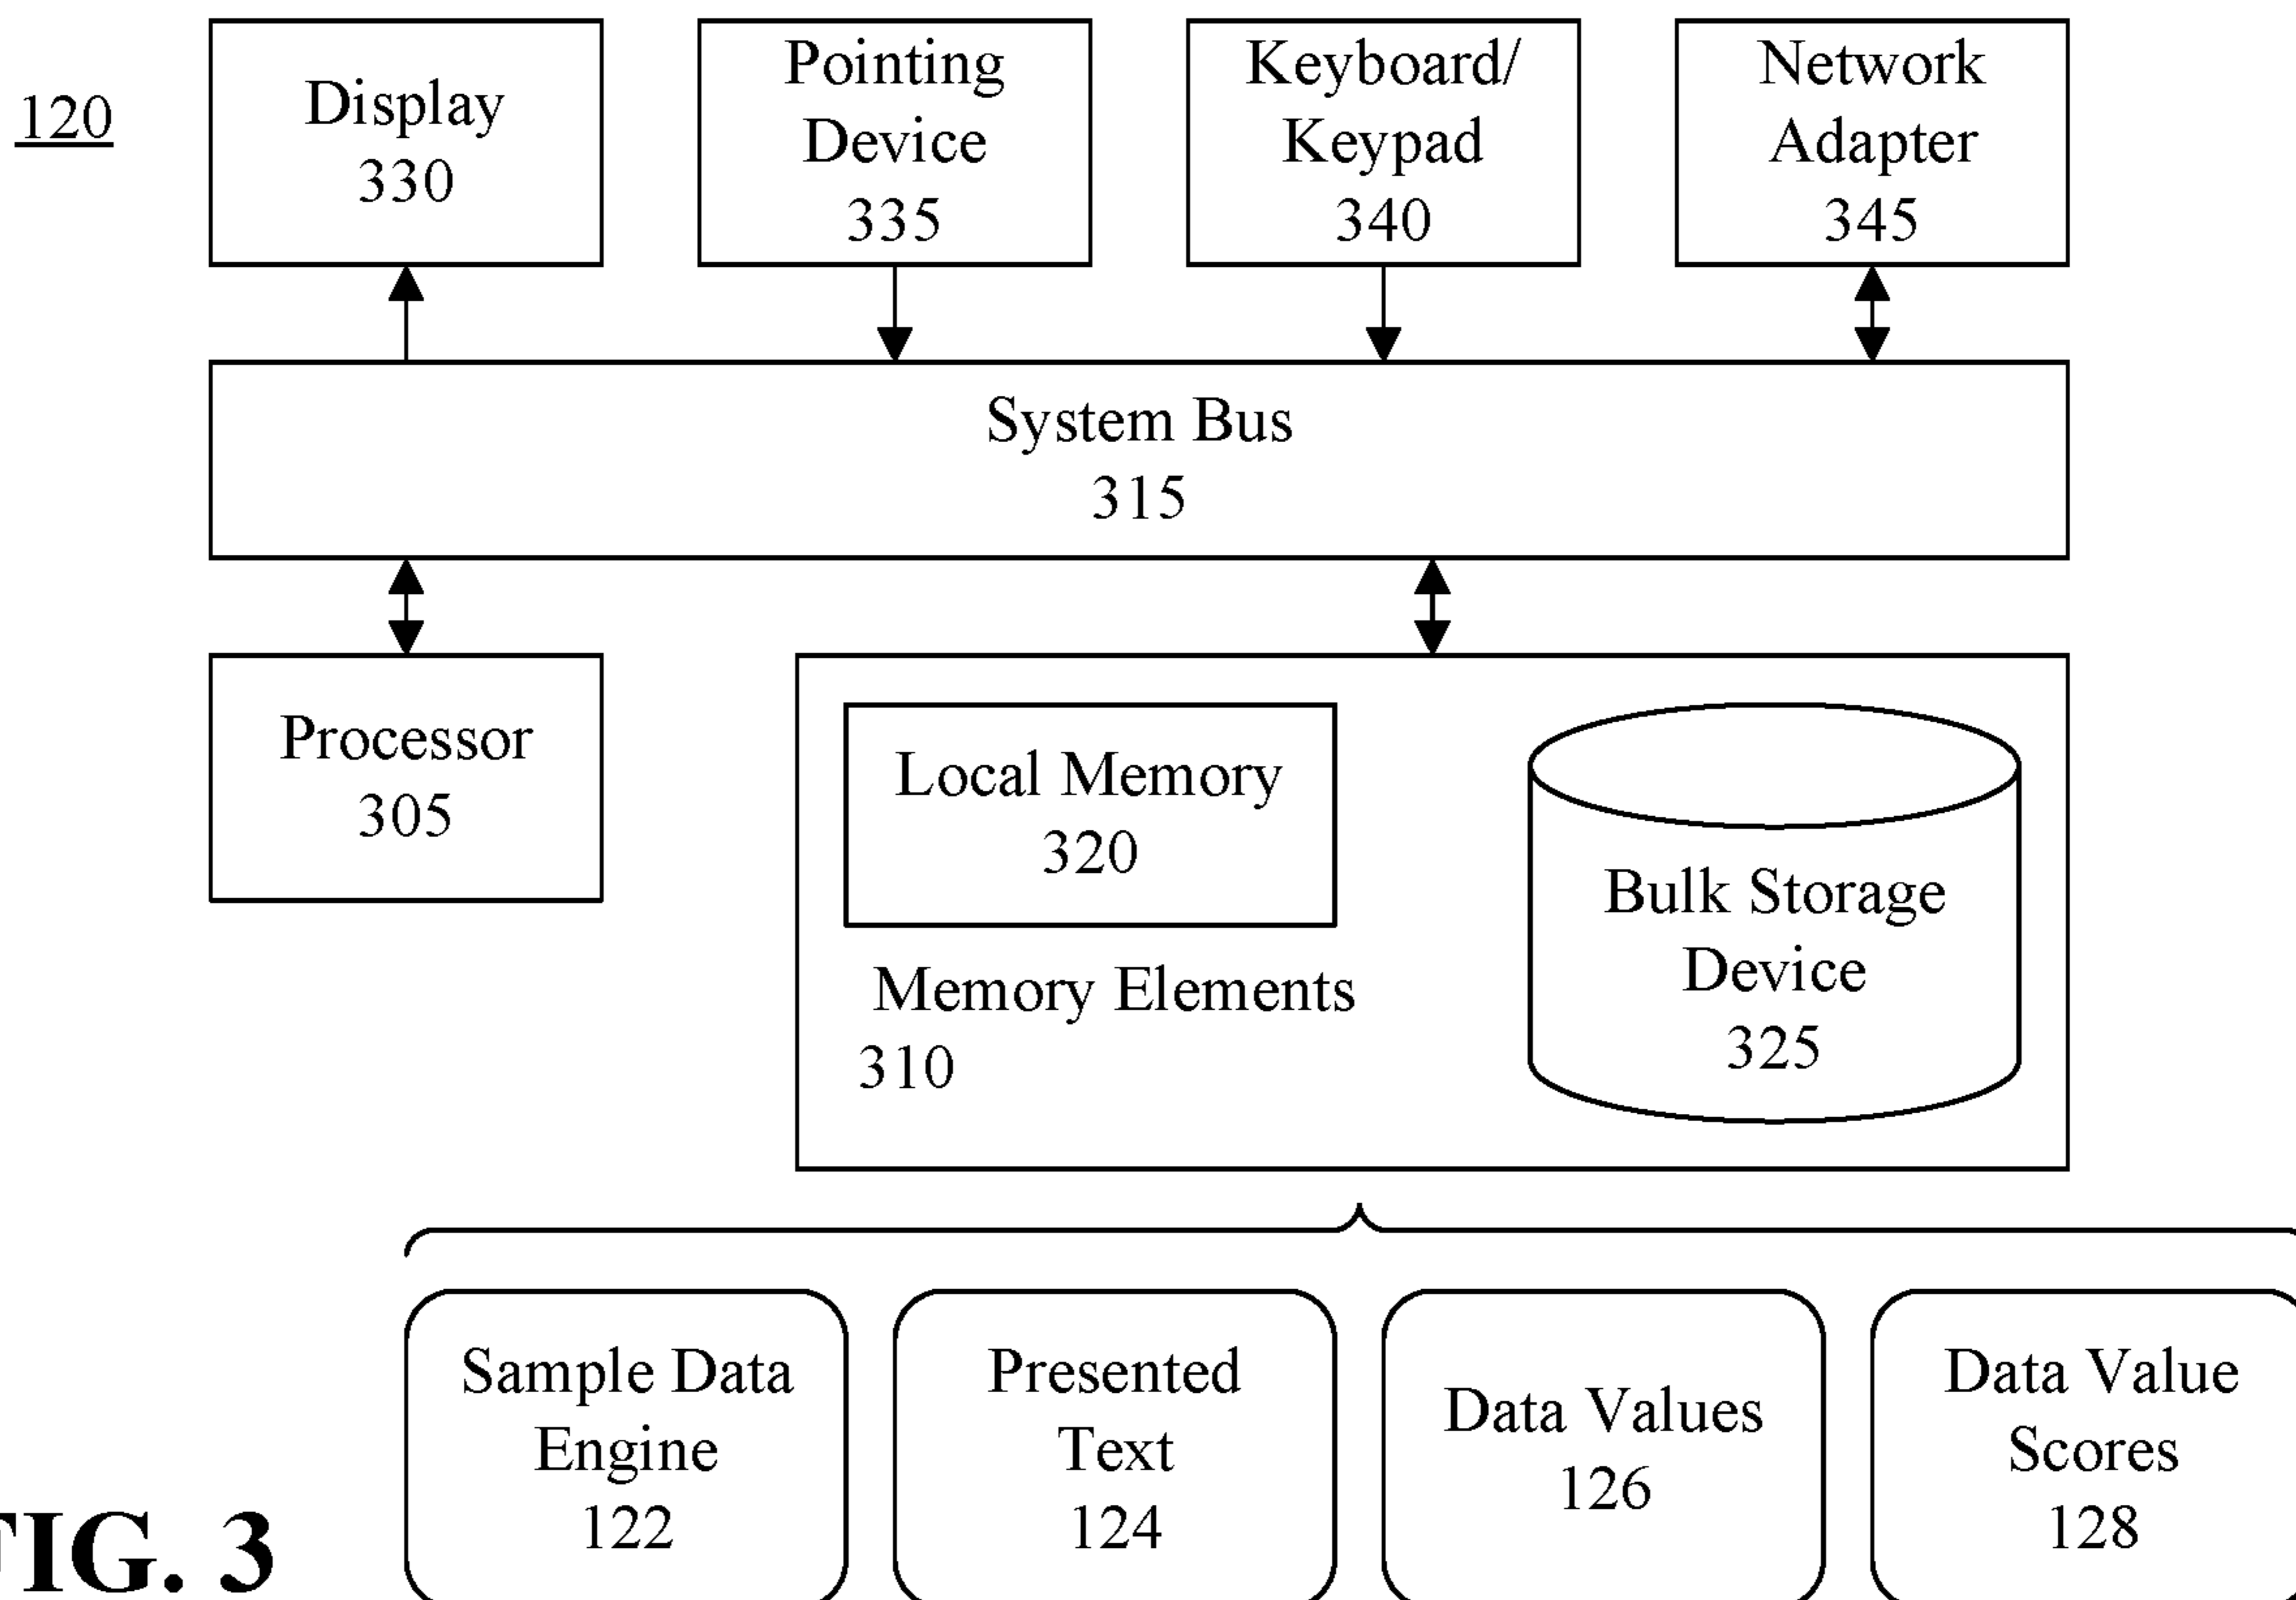 120
Display
330
Pointing
Device
335
Keyboard/
Keypad
340
Network
Adapter
345
System Bus
315
Processor
305
Local Memory
320
Memory Elements
310
Bulk Storage
Device
325
Sample Data
Engine
122
Presented
Text
124
Data Values
126
Data Value
Scores
128
FIG. 3